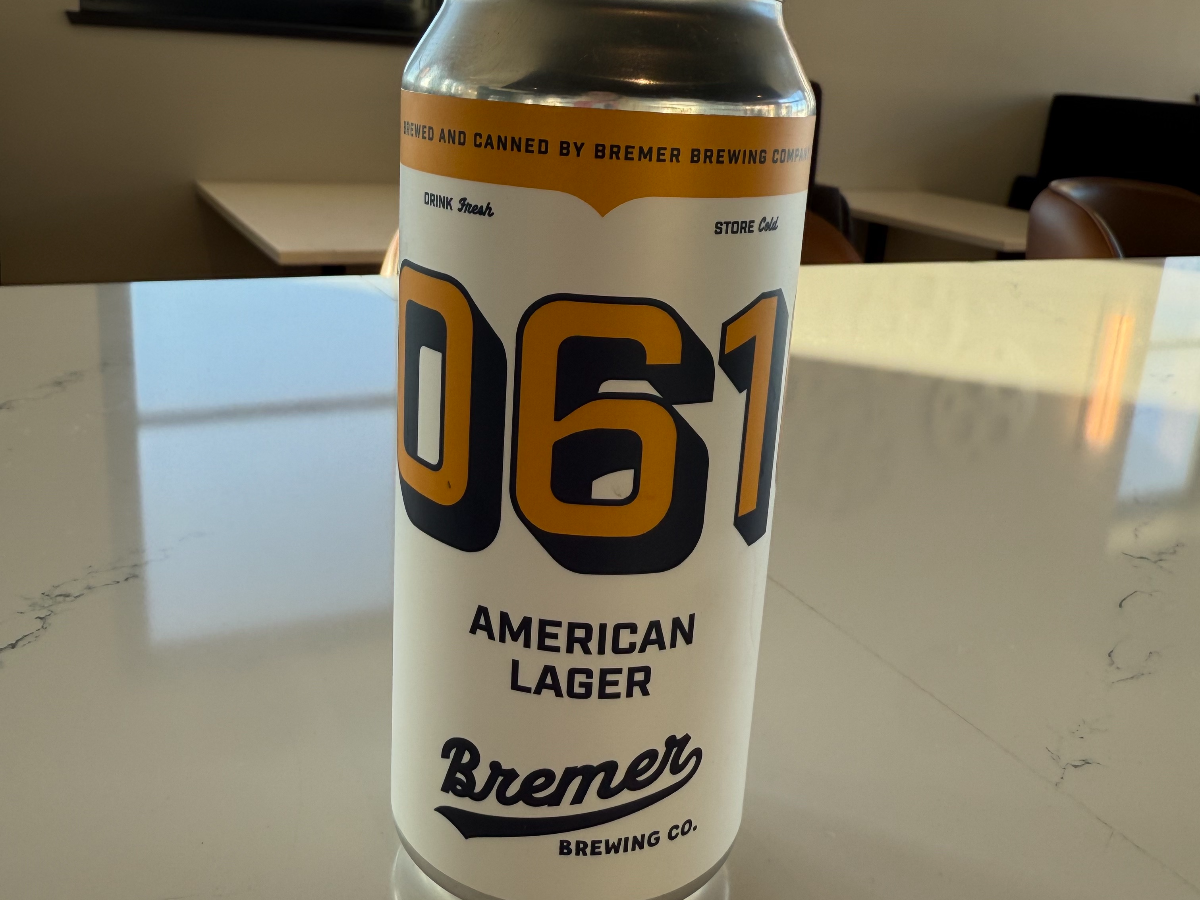 BREWED AND CANNED BY BREMER BREWING COMPANY
DRINK Fresh
STORE Cold
061
AMERICAN
LAGER
Bremer
BREWING CO.